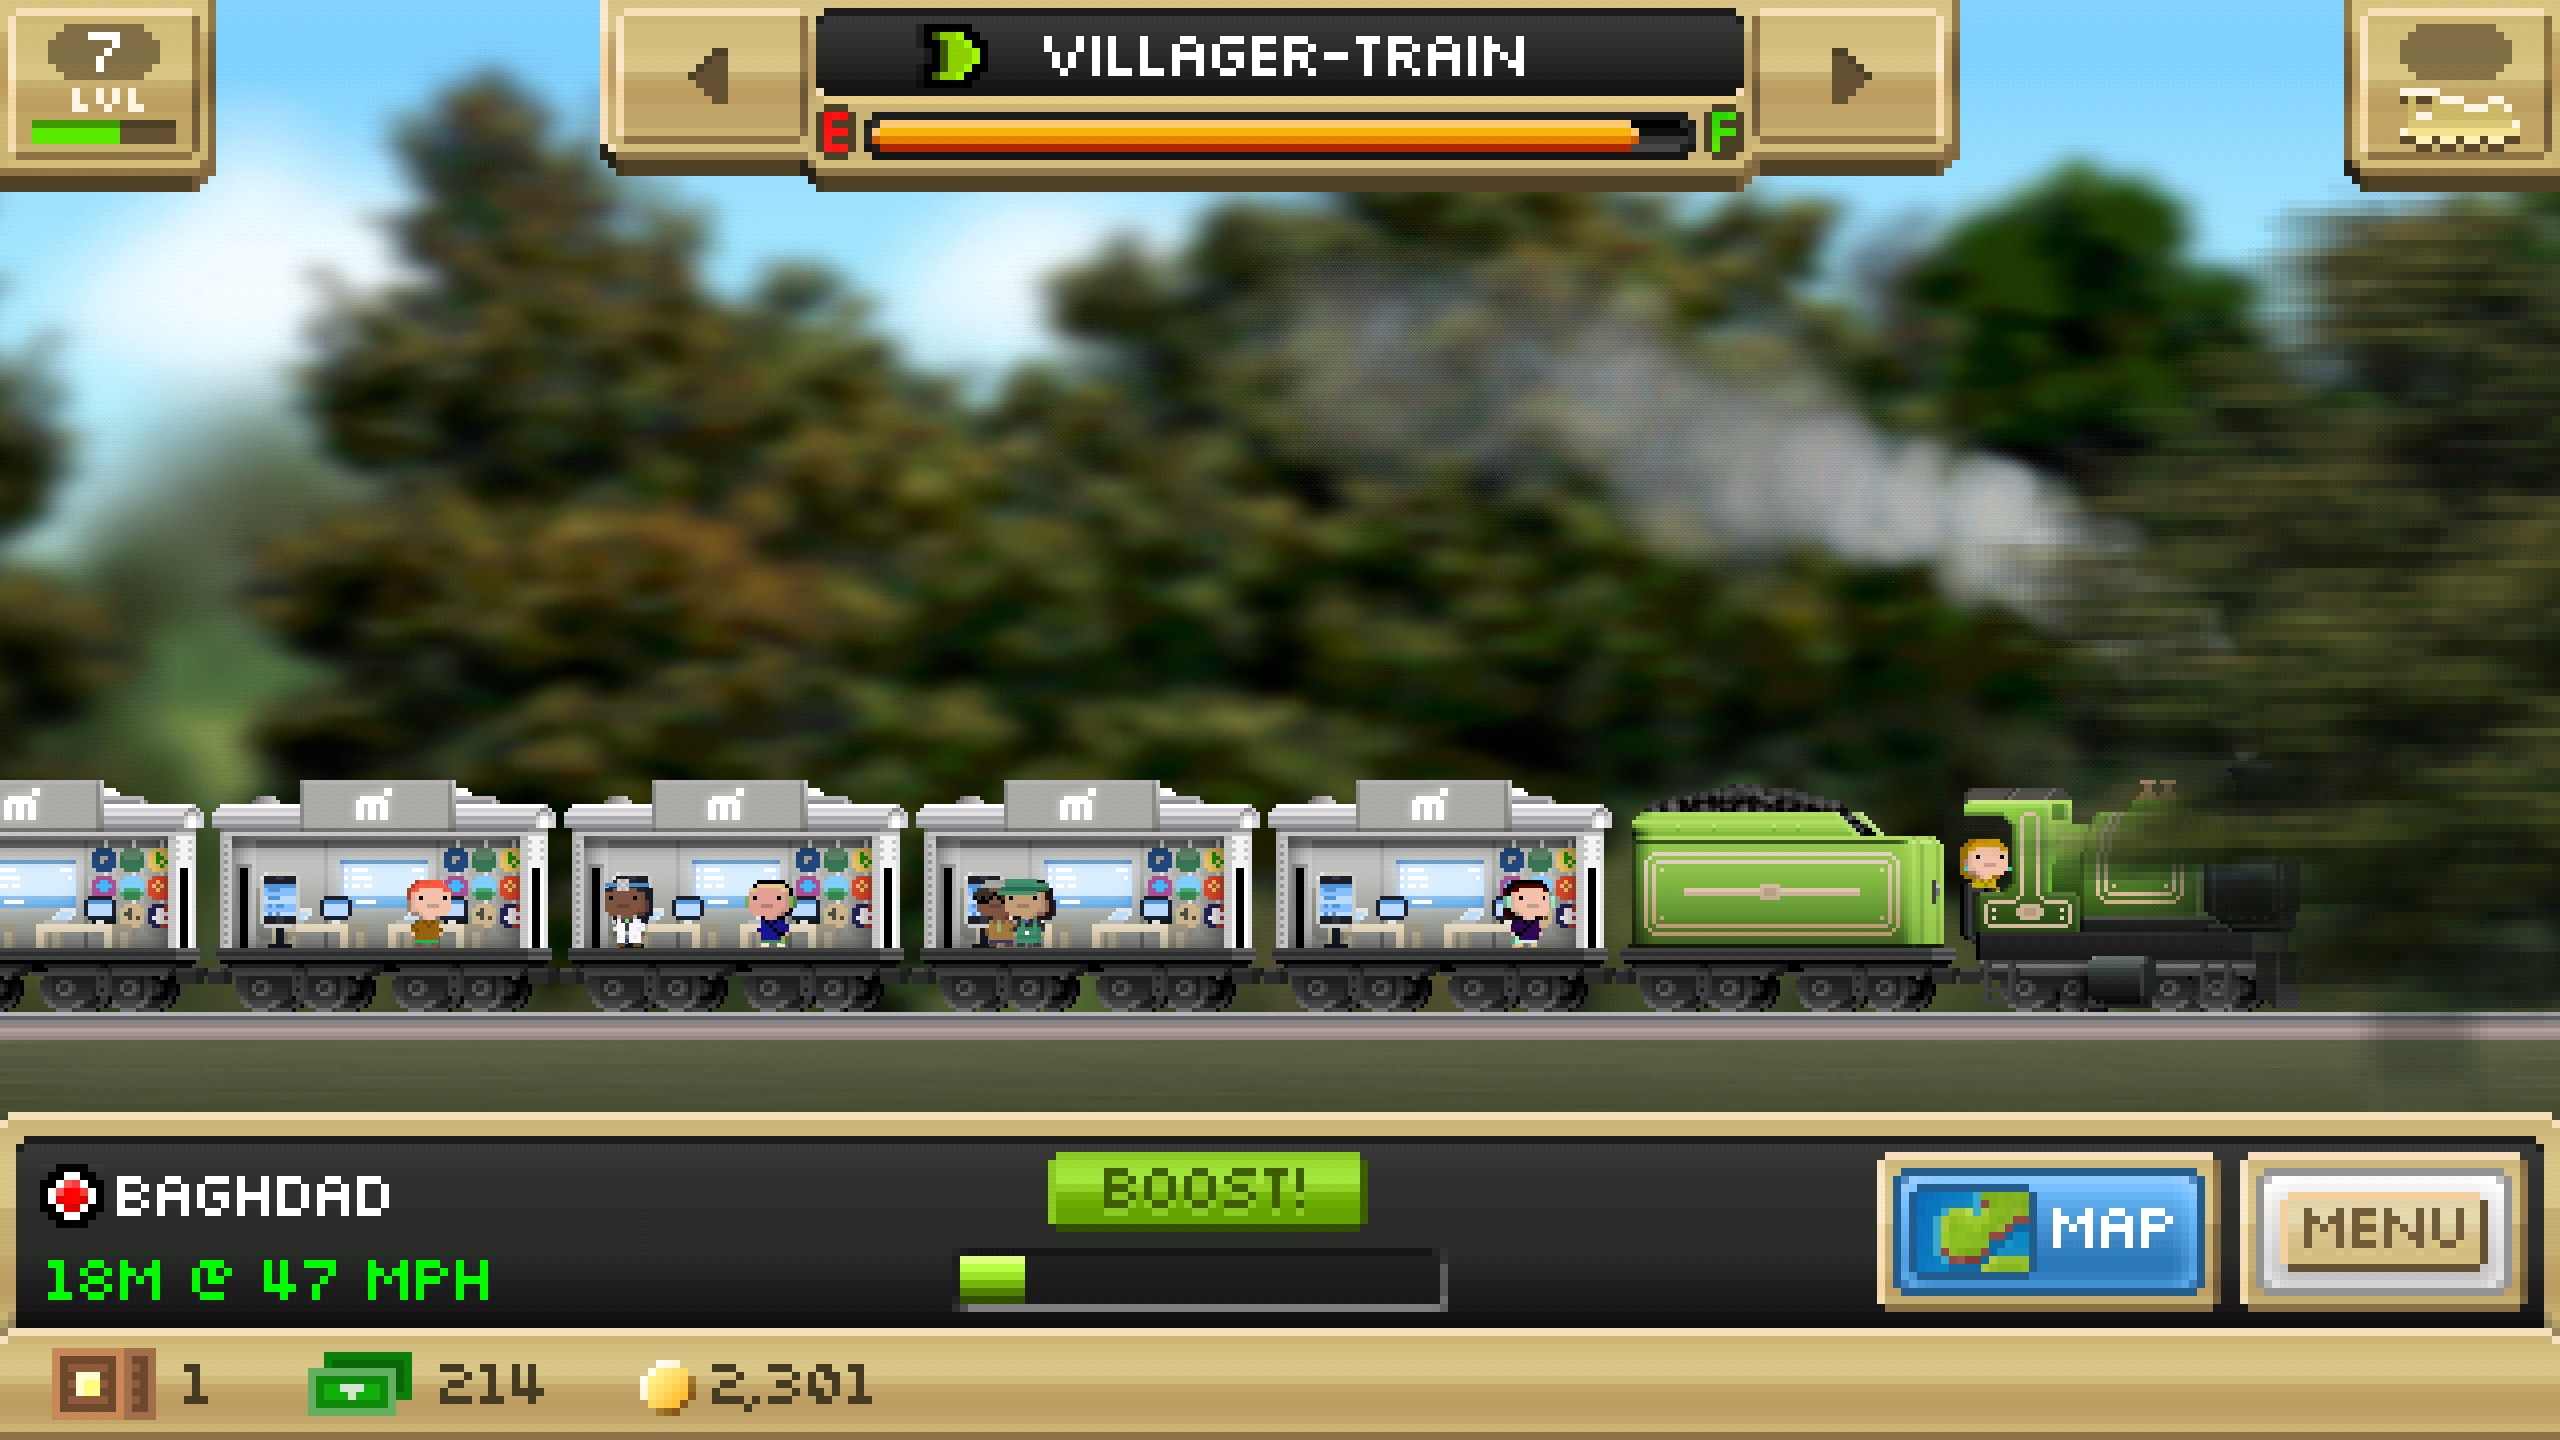 7
LVL
VILLAGER-TRAIN
E F
m
m
m
m
m
BAGHDAD
18M @ 47 MPH
BOOST!
MAP
MENU
1
214
2,301